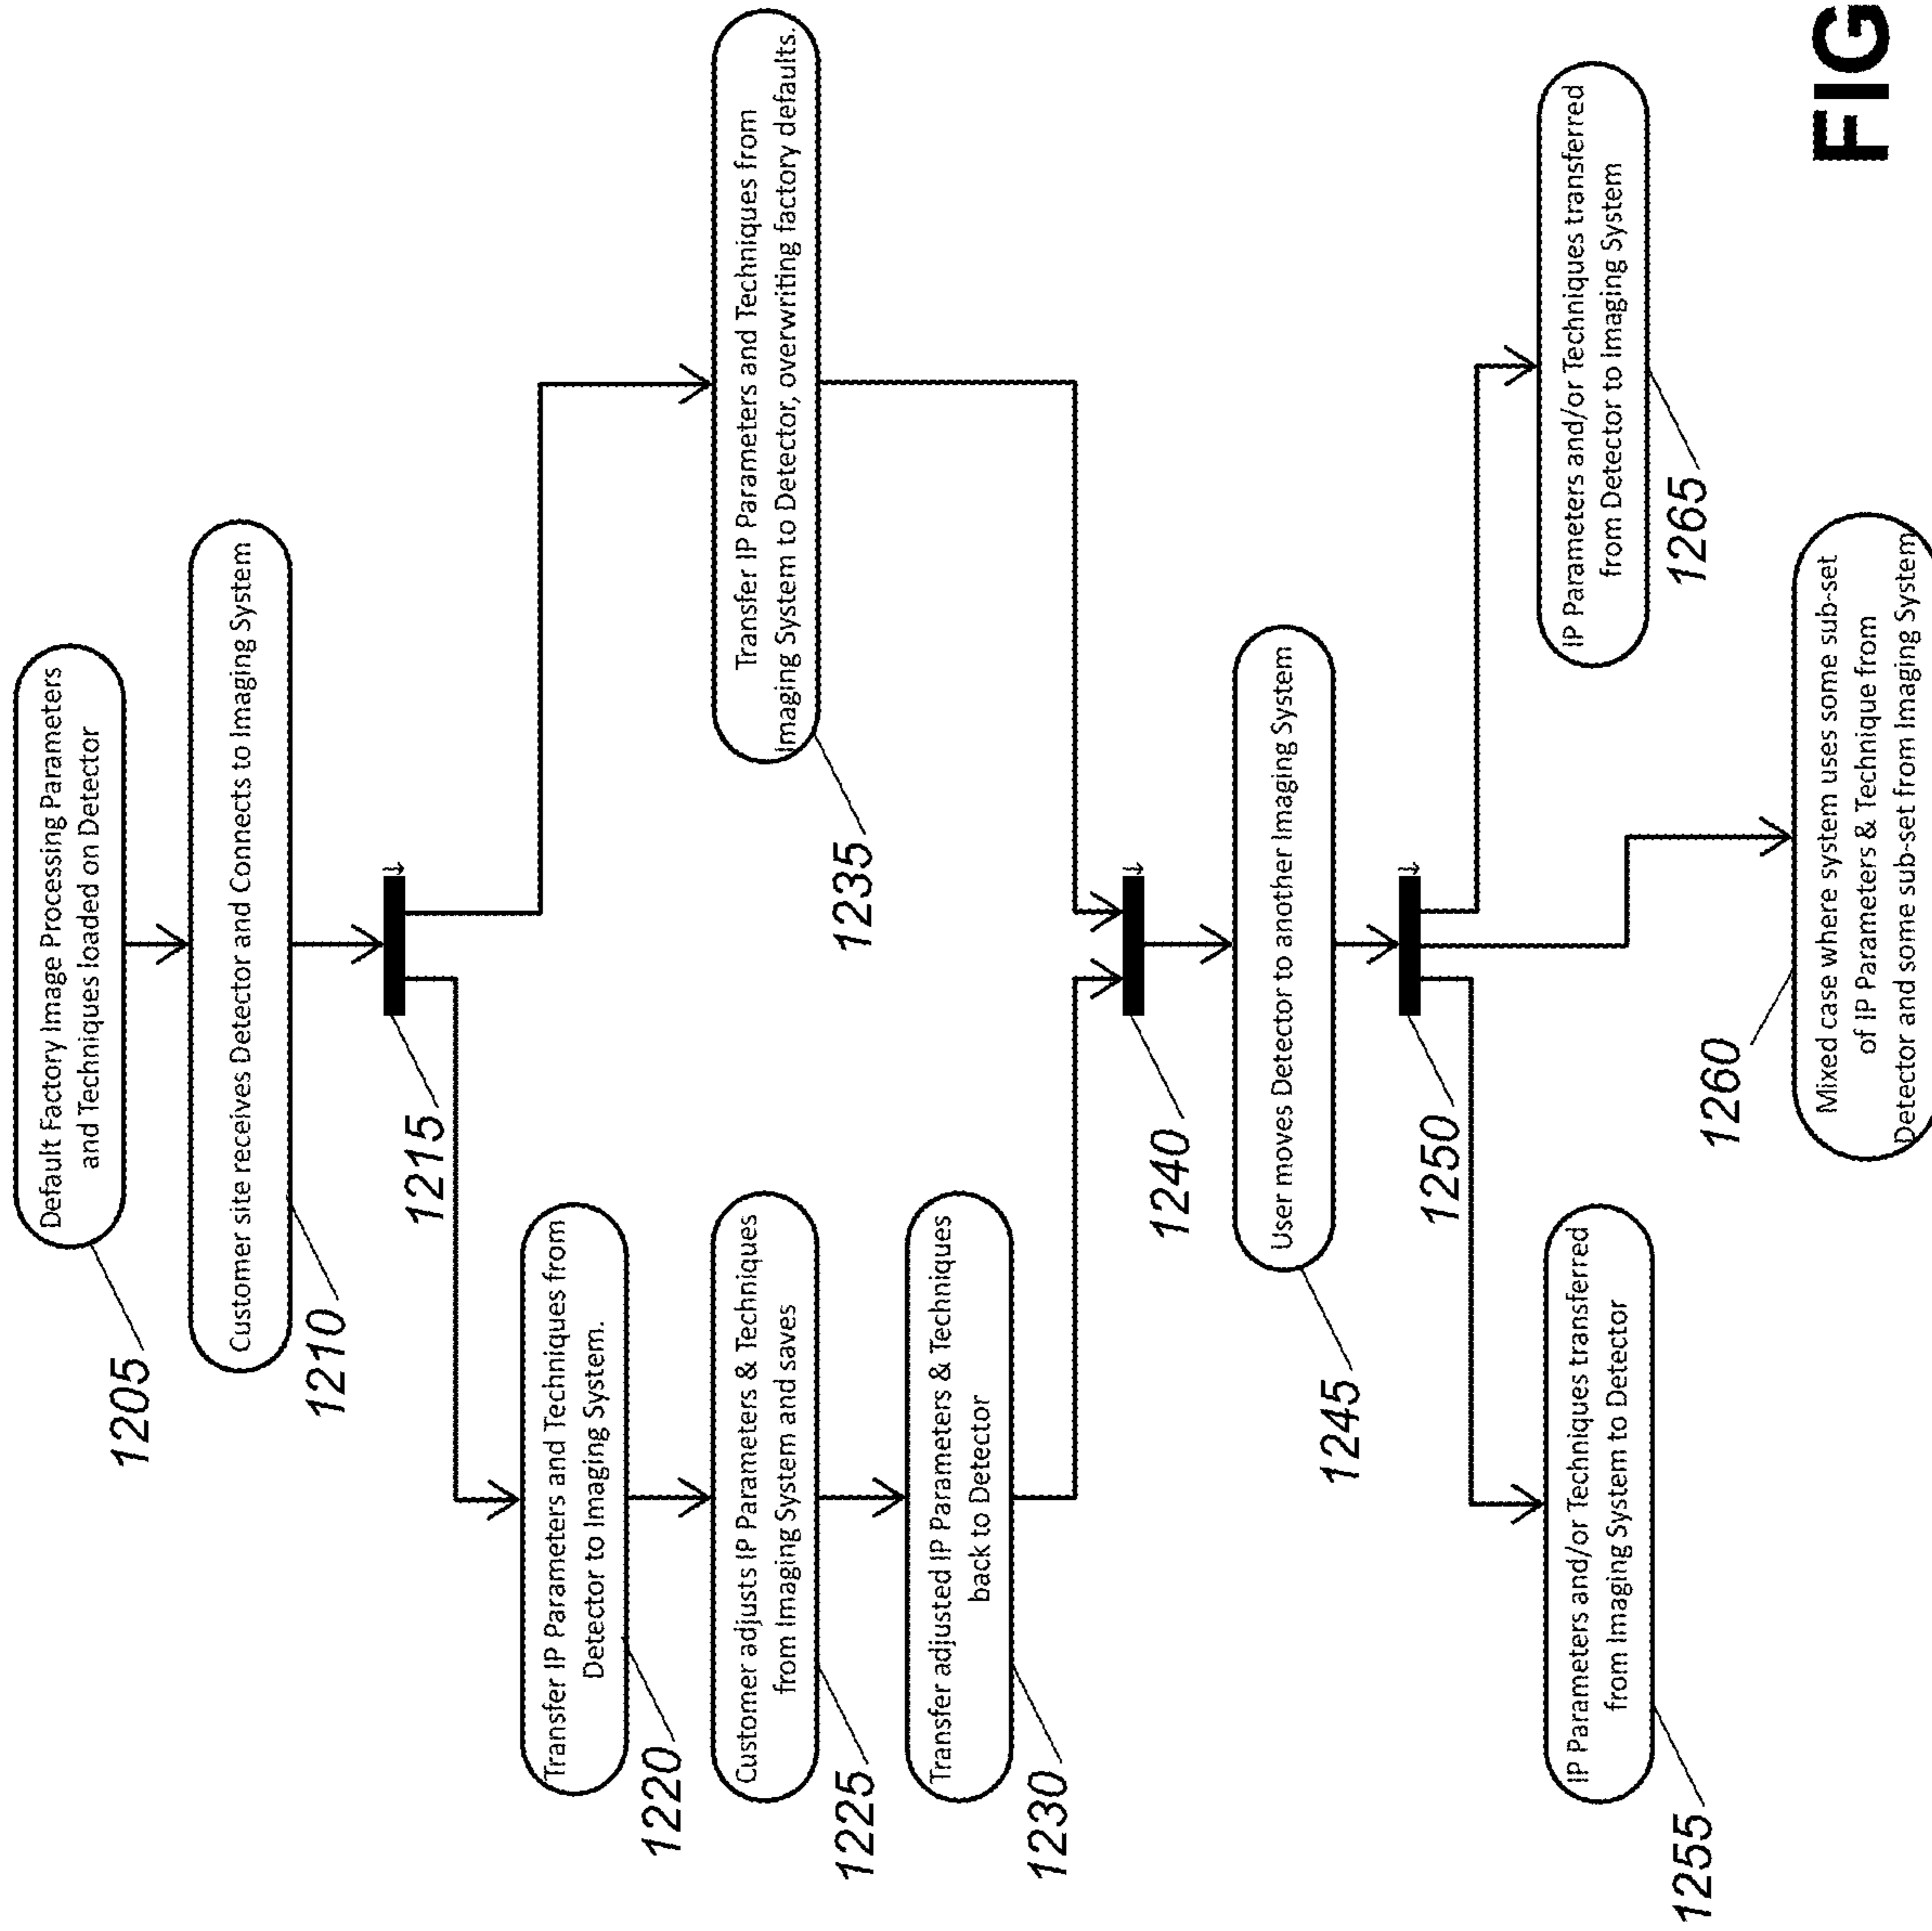 Default Factory Image Processing Parameters
and Techniques loaded on Detector
1205
Customer site receives Detector and Connects to Imaging System
1210
1215
Transfer IP Parameters and Techniques from
Detector to Imaging System.
1220
Customer adjusts IP Parameters & Techniques
from Imaging System and saves
1225
Transfer adjusted IP Parameters & Techniques
back to Detector
1230
Transfer IP Parameters and Techniques from
Imaging System to Detector, overwriting factory defaults.
1235
1240
User moves Detector to another Imaging System
1245
1250
IP Parameters and/or Techniques transferred
from Imaging System to Detector
1255
Mixed case where system uses some sub-set
of IP Parameters & Technique from
Detector and some sub-set from Imaging System
1260
IP Parameters and/or Techniques transferred
from Detector to Imaging System
1265
FIG